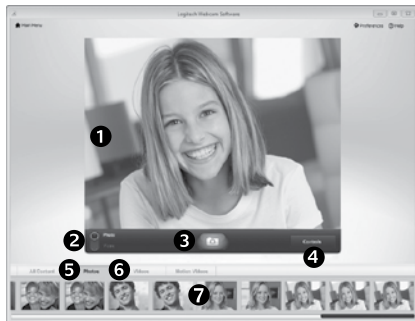 Logitech Webcam Software
Main Menu
Preferences Help
1
2 Photo
Video
3
Controls
4
All Content 5 Photos 6 Videos Motion Videos
7